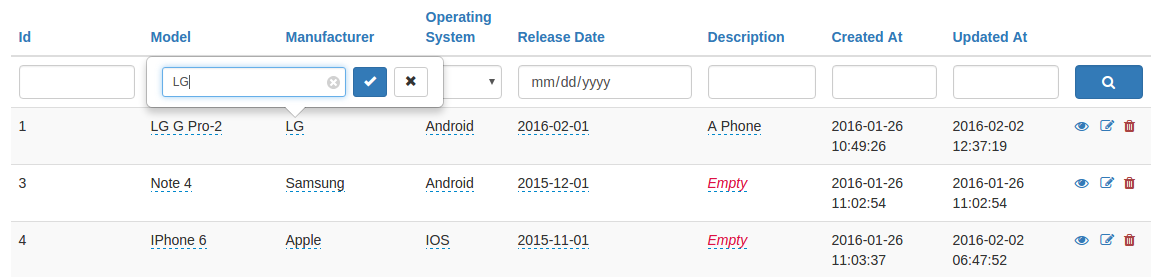 Id Model Manufacturer Operating System Release Date Description Created At Updated At
LG mm/dd/yyyy
1 LG G Pro-2 LG Android 2016-02-01 A Phone 2016-01-26 10:49:26 2016-02-02 12:37:19
3 Note 4 Samsung Android 2015-12-01 Empty 2016-01-26 11:02:54 2016-01-26 11:02:54
4 IPhone 6 Apple IOS 2015-11-01 Empty 2016-01-26 11:03:37 2016-02-02 06:47:52